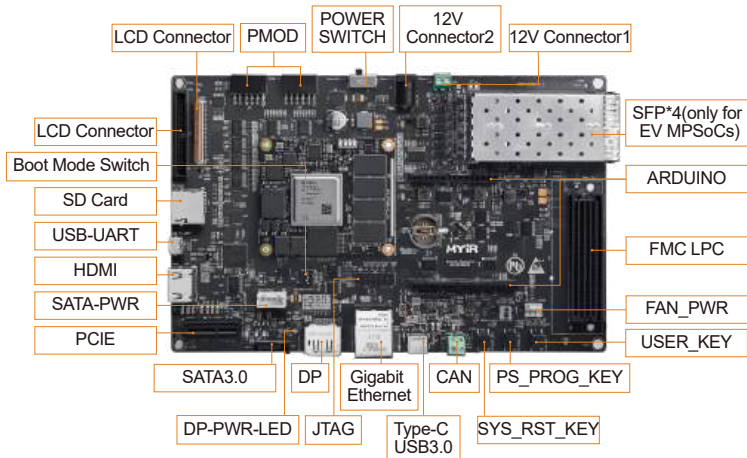 POWER
SWITCH
12V
Connector2
LCD Connector
PMOD
12V Connector1
SFP*4(only for
EV MPSoCs)
LCD Connector
Boot Mode Switch
ARDUINO
SD Card
USB-UART
FMC LPC
HDMI
SATA-PWR
FAN_PWR
PCIE
USER_KEY
SATA3.0
DP
Gigabit
Ethernet
CAN
PS_PROG_KEY
DP-PWR-LED
JTAG
Type-C
USB3.0
SYS_RST_KEY
MYiR